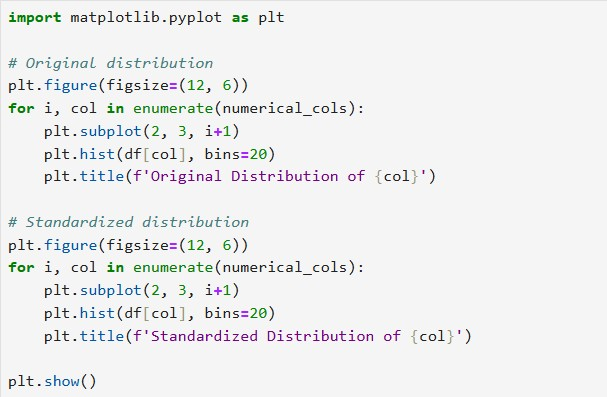 import matplotlib.pyplot as plt
# Original distribution
plt.figure(figsize=(12, 6))
for i, col in enumerate(numerical_cols):
    plt.subplot(2, 3, i+1)
    plt.hist(df[col], bins=20)
    plt.title(f'Original Distribution of {col}')
# Standardized distribution
plt.figure(figsize=(12, 6))
for i, col in enumerate(numerical_cols):
    plt.subplot(2, 3, i+1)
    plt.hist(df[col], bins=20)
    plt.title(f'Standardized Distribution of {col}')
plt.show()